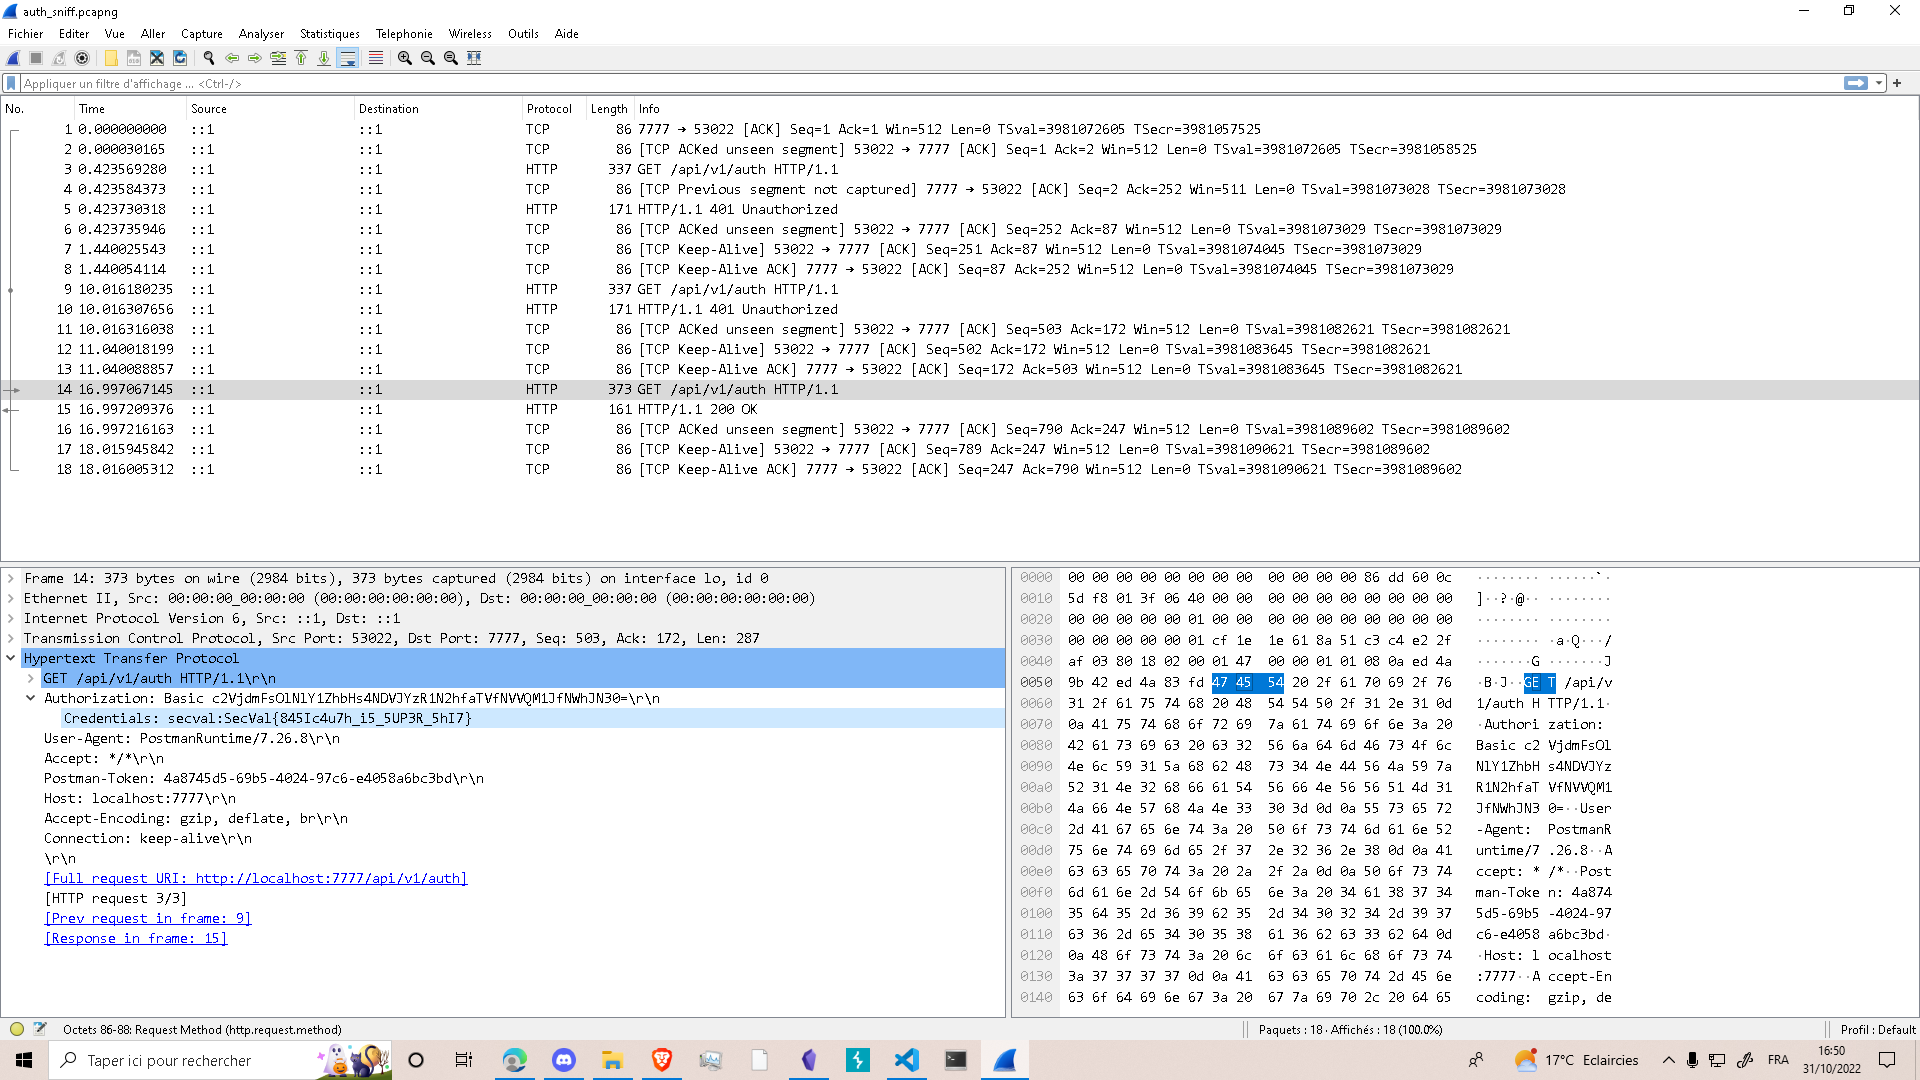 auth_sniff.pcapng
Fichier Editer Vue Aller Capture Analyser Statistiques Telephonie Wireless Outils Aide
Appliquer un filtre d'affichage ... <Ctrl-/>
No. Time Source Destination Protocol Length Info
1 0.000000000 ::1 ::1 TCP 86 7777 → 53022 [ACK] Seq=1 Ack=1 Win=512 Len=0 TSval=3981072605 TSecr=3981057525
2 0.000030165 ::1 ::1 TCP 86 [TCP ACKed unseen segment] 53022 → 7777 [ACK] Seq=1 Ack=2 Win=512 Len=0 TSval=3981072605 TSecr=3981058525
3 0.423569280 ::1 ::1 HTTP 337 GET /api/v1/auth HTTP/1.1
4 0.423584373 ::1 ::1 TCP 86 [TCP Previous segment not captured] 7777 → 53022 [ACK] Seq=2 Ack=252 Win=511 Len=0 TSval=3981073028 TSecr=3981073028
5 0.423730318 ::1 ::1 HTTP 171 HTTP/1.1 401 Unauthorized
6 0.423735946 ::1 ::1 TCP 86 [TCP ACKed unseen segment] 53022 → 7777 [ACK] Seq=252 Ack=87 Win=512 Len=0 TSval=3981073029 TSecr=3981073029
7 1.440025543 ::1 ::1 TCP 86 [TCP Keep-Alive] 53022 → 7777 [ACK] Seq=251 Ack=87 Win=512 Len=0 TSval=3981074045 TSecr=3981073029
8 1.440054114 ::1 ::1 TCP 86 [TCP Keep-Alive ACK] 7777 → 53022 [ACK] Seq=87 Ack=252 Win=512 Len=0 TSval=3981074045 TSecr=3981073029
9 10.016180235 ::1 ::1 HTTP 337 GET /api/v1/auth HTTP/1.1
10 10.016307656 ::1 ::1 HTTP 171 HTTP/1.1 401 Unauthorized
11 10.016316038 ::1 ::1 TCP 86 [TCP ACKed unseen segment] 53022 → 7777 [ACK] Seq=503 Ack=172 Win=512 Len=0 TSval=3981082621 TSecr=3981082621
12 11.040018199 ::1 ::1 TCP 86 [TCP Keep-Alive] 53022 → 7777 [ACK] Seq=502 Ack=172 Win=512 Len=0 TSval=3981083645 TSecr=3981082621
13 11.040088857 ::1 ::1 TCP 86 [TCP Keep-Alive ACK] 7777 → 53022 [ACK] Seq=172 Ack=503 Win=512 Len=0 TSval=3981083645 TSecr=3981082621
14 16.997067145 ::1 ::1 HTTP 373 GET /api/v1/auth HTTP/1.1
15 16.997209376 ::1 ::1 HTTP 161 HTTP/1.1 200 OK
16 16.997216163 ::1 ::1 TCP 86 [TCP ACKed unseen segment] 53022 → 7777 [ACK] Seq=790 Ack=247 Win=512 Len=0 TSval=3981089602 TSecr=3981089602
17 18.015945842 ::1 ::1 TCP 86 [TCP Keep-Alive] 53022 → 7777 [ACK] Seq=789 Ack=247 Win=512 Len=0 TSval=3981090621 TSecr=3981089602
18 18.016005312 ::1 ::1 TCP 86 [TCP Keep-Alive ACK] 7777 → 53022 [ACK] Seq=247 Ack=790 Win=512 Len=0 TSval=3981090621 TSecr=3981089602
Frame 14: 373 bytes on wire (2984 bits), 373 bytes captured (2984 bits) on interface lo, id 0
Ethernet II, Src: 00:00:00_00:00:00 (00:00:00:00:00:00), Dst: 00:00:00_00:00:00 (00:00:00:00:00:00)
Internet Protocol Version 6, Src: ::1, Dst: ::1
Transmission Control Protocol, Src Port: 53022, Dst Port: 7777, Seq: 503, Ack: 172, Len: 287
Hypertext Transfer Protocol
GET /api/v1/auth HTTP/1.1\r\n
Authorization: Basic c2VjdmFsOlNlY1ZhbHs4NDVJYzR1N2hfaTVfNVVQM1JfNWhJN30=\r\n
Credentials: secval:SecVal{845Ic4u7h_i5_5UP3R_5hI7}
User-Agent: PostmanRuntime/7.26.8\r\n
Accept: */*\r\n
Postman-Token: 4a8745d5-69b5-4024-97c6-e4058a6bc3bd\r\n
Host: localhost:7777\r\n
Accept-Encoding: gzip, deflate, br\r\n
Connection: keep-alive\r\n
\r\n
[Full request URI: http://localhost:7777/api/v1/auth]
[HTTP request 3/3]
[Prev request in frame: 9]
[Response in frame: 15]
0000 00 00 00 00 00 00 00 00 00 00 00 00 86 dd 60 0c ········ ······`·
0010 5d f8 01 3f 06 40 00 00 00 00 00 00 00 00 00 00 ]··?·@·· ········
0020 00 00 00 00 00 01 00 00 00 00 00 00 00 00 00 00 ········ ········
0030 00 00 00 00 00 01 cf 1e 1e 61 8a 51 c3 c4 e2 2f ········ ·a·Q···/
0040 af 03 80 18 02 00 01 47 00 00 01 01 08 0a ed 4a ·······G ·······J
0050 9b 42 ed 4a 83 fd 47 45 54 20 2f 61 70 69 2f 76 ·B·J··GE T /api/v
0060 31 2f 61 75 74 68 20 48 54 54 50 2f 31 2e 31 0d 1/auth H TTP/1.1·
0070 0a 41 75 74 68 6f 72 69 7a 61 74 69 6f 6e 3a 20 ·Authori zation:
0080 42 61 73 69 63 20 63 32 56 6a 64 6d 46 73 4f 6c Basic c2 VjdmFsOl
0090 4e 6c 59 31 5a 68 62 48 73 34 4e 44 56 4a 59 7a NlY1ZhbH s4NDVJYz
00a0 52 31 4e 32 68 66 61 54 56 66 4e 56 56 51 4d 31 R1N2hfaT VfNVVQM1
00b0 4a 66 4e 57 68 4a 4e 33 30 3d 0d 0a 55 73 65 72 JfNWhJN3 0=··User
00c0 2d 41 67 65 6e 74 3a 20 50 6f 73 74 6d 61 6e 52 -Agent: PostmanR
00d0 75 6e 74 69 6d 65 2f 37 2e 32 36 2e 38 0d 0a 41 untime/7 .26.8··A
00e0 63 63 65 70 74 3a 20 2a 2f 2a 0d 0a 50 6f 73 74 ccept: * /*··Post
00f0 6d 61 6e 2d 54 6f 6b 65 6e 3a 20 34 61 38 37 34 man-Toke n: 4a874
0100 35 64 35 2d 36 39 62 35 2d 34 30 32 34 2d 39 37 5d5-69b5 -4024-97
0110 63 36 2d 65 34 30 35 38 61 36 62 63 33 62 64 0d c6-e4058 a6bc3bd·
0120 0a 48 6f 73 74 3a 20 6c 6f 63 61 6c 68 6f 73 74 ·Host: l ocalhost
0130 3a 37 37 37 37 0d 0a 41 63 63 65 70 74 2d 45 6e :7777··A ccept-En
0140 63 6f 64 69 6e 67 3a 20 67 7a 69 70 2c 20 64 65 coding: gzip, de
Octets 86-88: Request Method (http.request.method) Paquets : 18 · Affichés : 18 (100.0%) Profil : Default
Taper ici pour rechercher 17°C Eclaircies FRA 16:50
31/10/2022